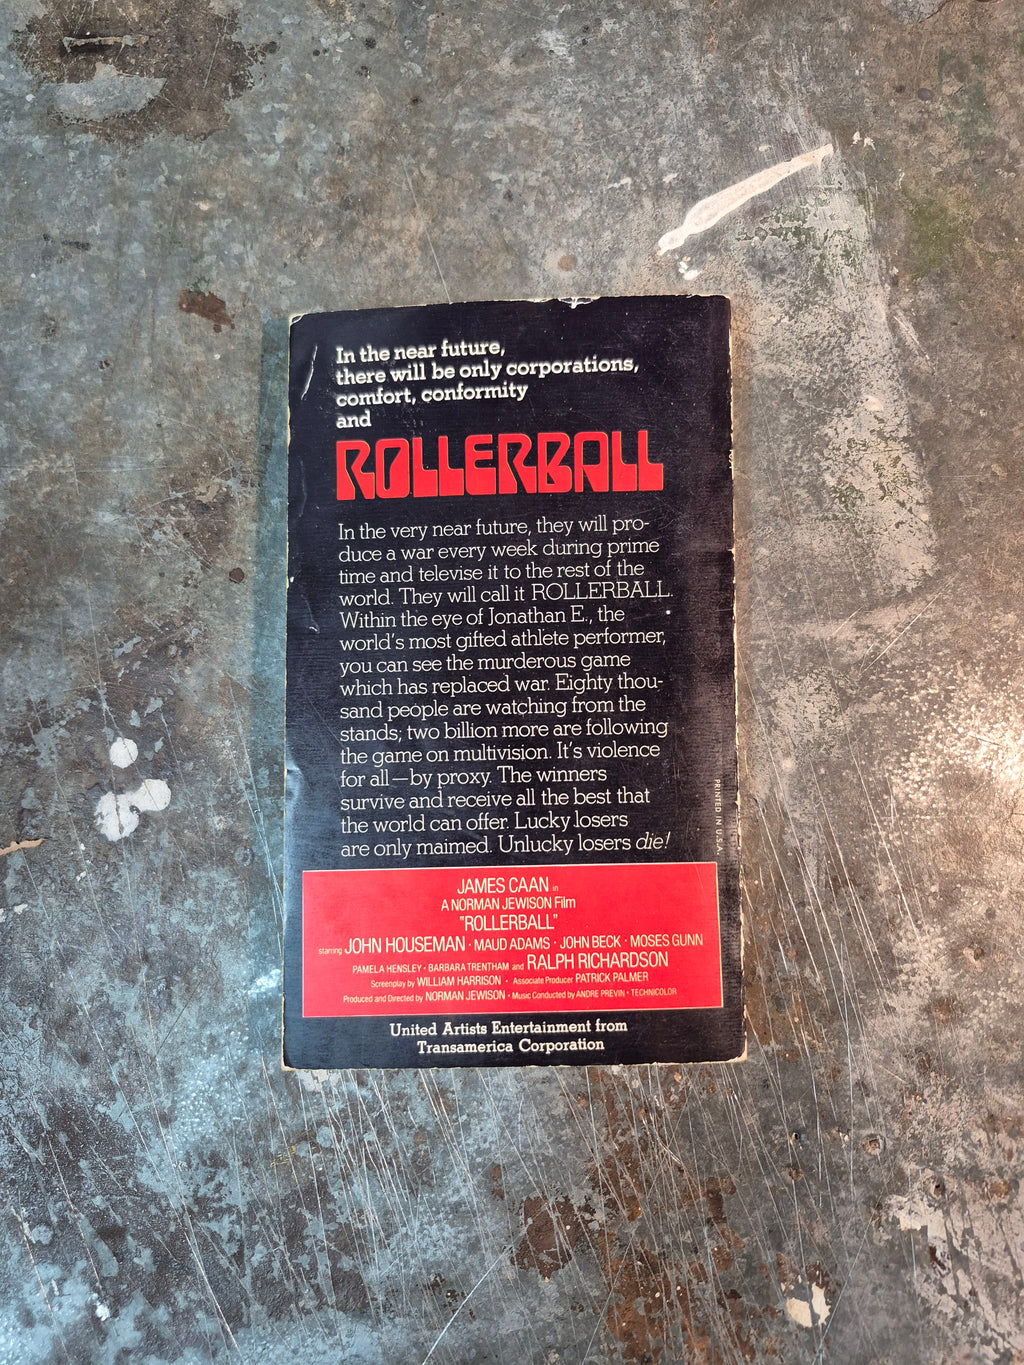 In the near future,
there will be only corporations,
comfort, conformity
and
ROLLERBALL
In the very near future, they will pro-
duce a war every week during prime
time and televise it to the rest of the
world. They will call it ROLLERBALL.
Within the eye of Jonathan E., the
world's most gifted athlete performer,
you can see the murderous game
which has replaced war. Eighty thou-
sand people are watching from the
stands; two billion more are following
the game on multivision. It's violence
for all—by proxy. The winners
survive and receive all the best that
the world can offer. Lucky losers
are only maimed. Unlucky losers die!
PRINTED IN U.S.A.
JAMES CAAN in
A NORMAN JEWISON Film
"ROLLERBALL"
starring JOHN HOUSEMAN · MAUD ADAMS · JOHN BECK · MOSES GUNN
PAMELA HENSLEY · BARBARA TRENTHAM and RALPH RICHARDSON
Screenplay by WILLIAM HARRISON · Associate Producer PATRICK PALMER
Produced and Directed by NORMAN JEWISON · Music Conducted by ANDRE PREVIN · TECHNICOLOR
United Artists Entertainment from
Transamerica Corporation